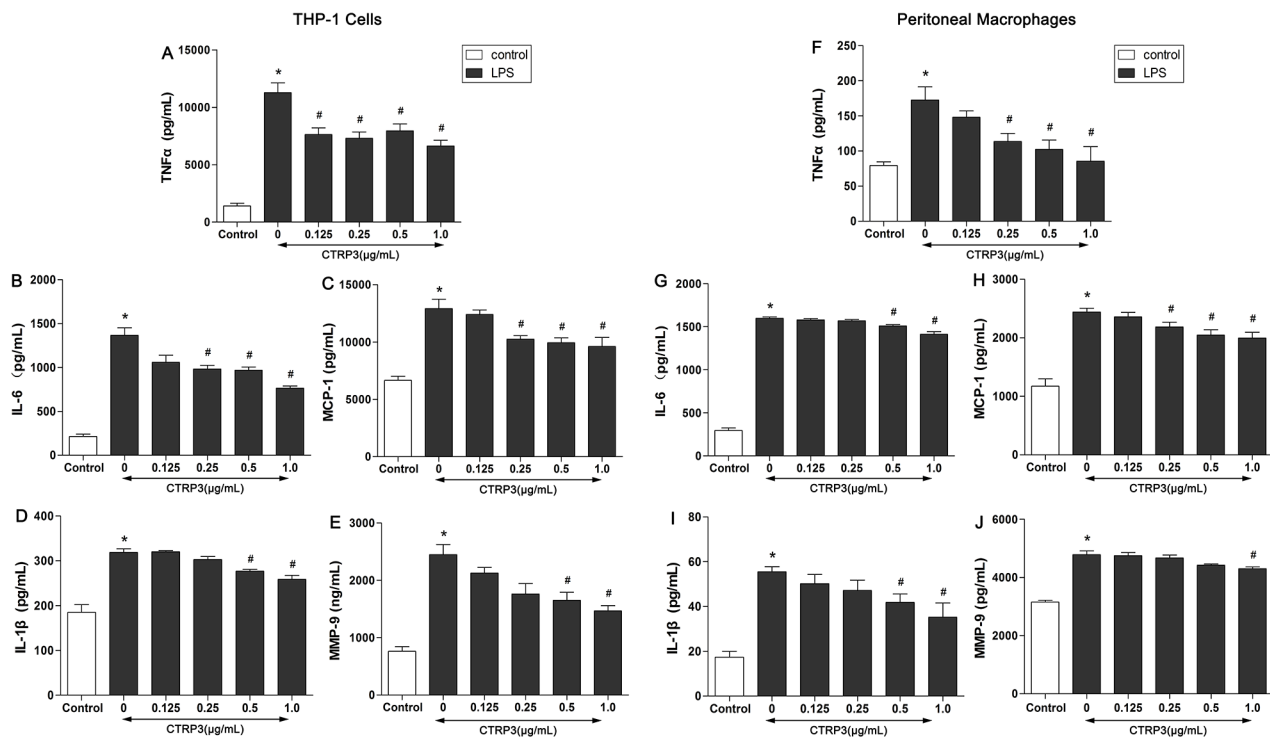 THP-1 Cells
Peritoneal Macrophages
A
TNFα (pg/mL)
15000
10000
5000
0
*
#
#
#
#
control
LPS
Control
0
0.125
0.25
0.5
1.0
CTRP3(μg/mL)
F
TNFα (pg/mL)
250
200
150
100
50
0
*
#
#
#
control
LPS
Control
0
0.125
0.25
0.5
1.0
CTRP3(μg/mL)
B
IL-6 (pg/mL)
2000
1500
1000
500
0
*
#
#
#
Control
0
0.125
0.25
0.5
1.0
CTRP3(μg/mL)
C
MCP-1 (pg/mL)
15000
10000
5000
0
*
#
#
#
Control
0
0.125
0.25
0.5
1.0
CTRP3(μg/mL)
G
IL-6 (pg/mL)
2000
1500
1000
500
0
*
#
#
Control
0
0.125
0.25
0.5
1.0
CTRP3(μg/mL)
H
MCP-1 (pg/mL)
3000
2000
1000
0
*
#
#
#
Control
0
0.125
0.25
0.5
1.0
CTRP3(μg/mL)
D
IL-1β (pg/mL)
400
300
200
100
0
*
#
#
Control
0
0.125
0.25
0.5
1.0
CTRP3(μg/mL)
E
MMP-9 (ng/mL)
3000
2000
1000
0
*
#
#
Control
0
0.125
0.25
0.5
1.0
CTRP3(μg/mL)
I
IL-1β (pg/mL)
80
60
40
20
0
*
#
#
Control
0
0.125
0.25
0.5
1.0
CTRP3(μg/mL)
J
MMP-9 (pg/mL)
6000
4000
2000
0
*
#
Control
0
0.125
0.25
0.5
1.0
CTRP3(μg/mL)